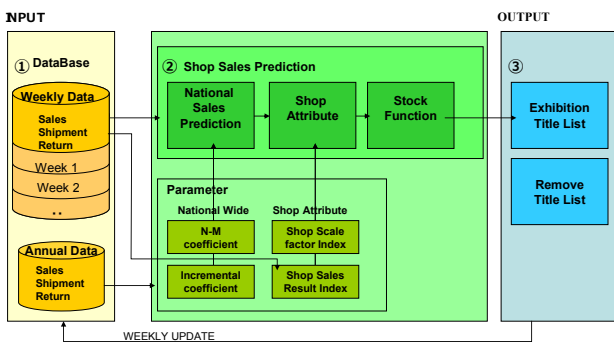 INPUT
OUTPUT
① DataBase
Weekly Data
Sales
Shipment
Return
Week 1
Week 2
..
Annual Data
Sales
Shipment
Return
② Shop Sales Prediction
National
Sales
Prediction
Shop
Attribute
Stock
Function
Parameter
National Wide
Shop Attribute
N-M
coefficient
Shop Scale
factor Index
Incremental
coefficient
Shop Sales
Result Index
③
Exhibition
Title List
Remove
Title List
WEEKLY UPDATE